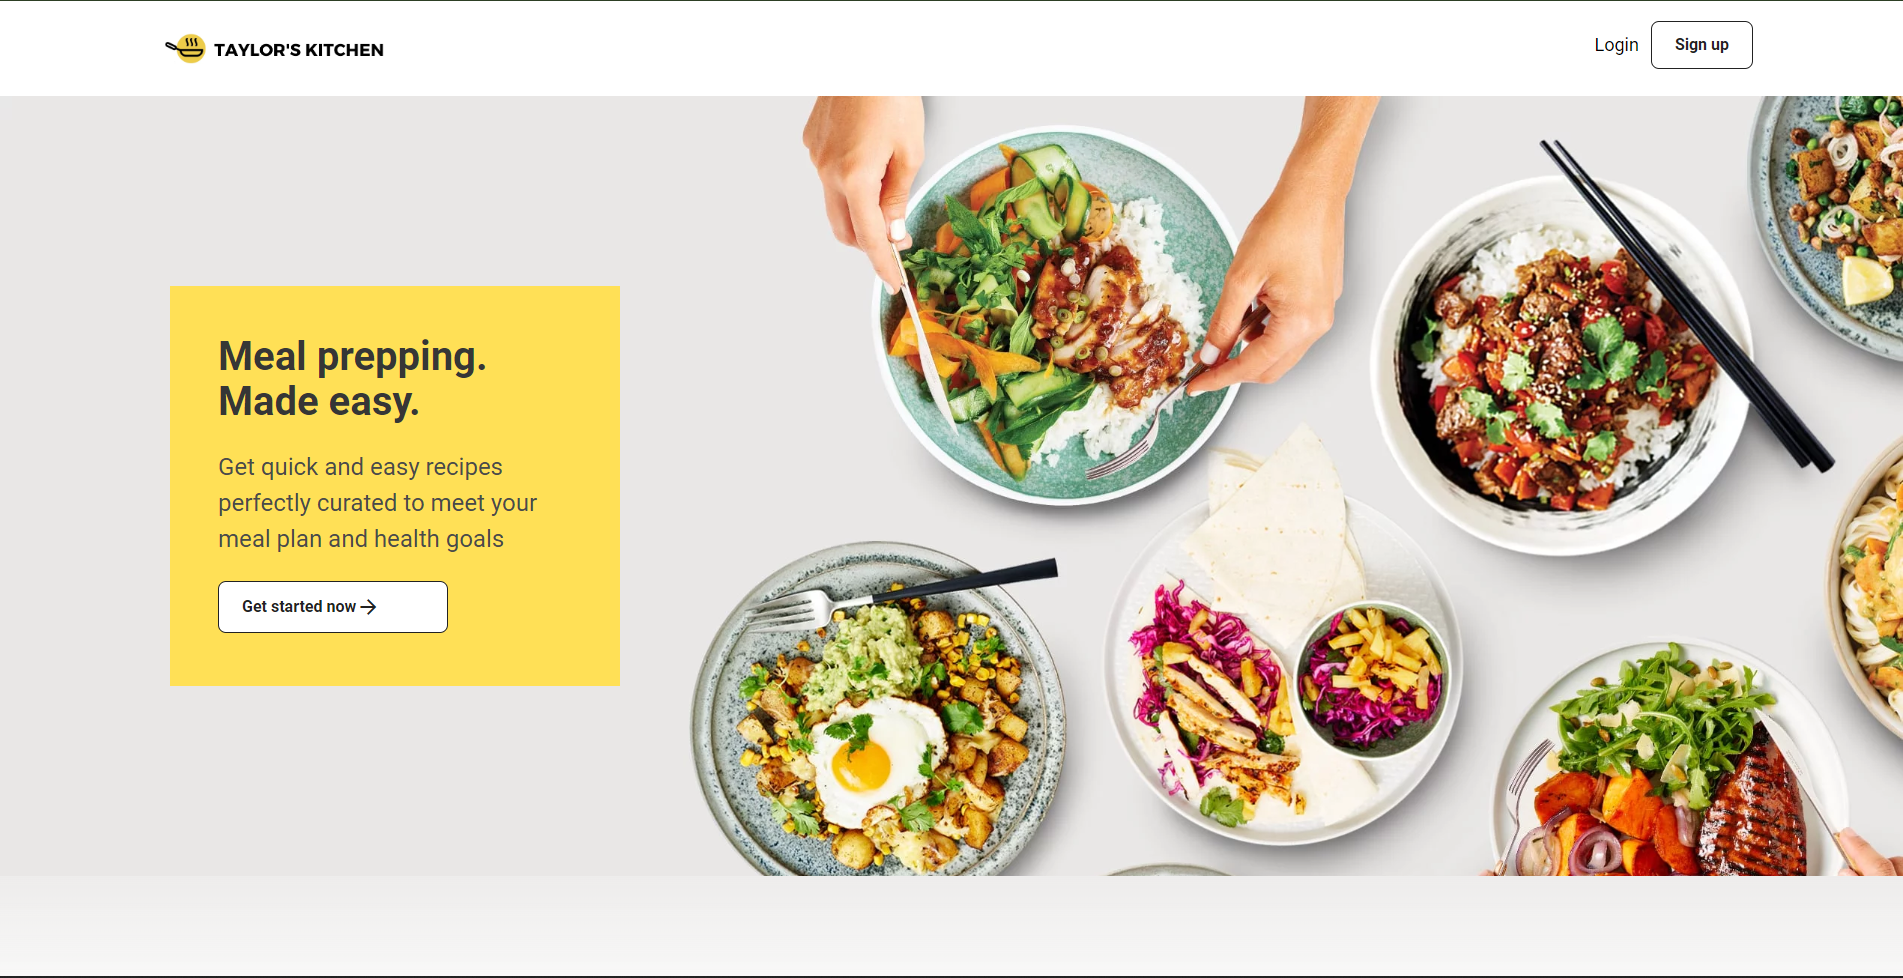 TAYLOR'S KITCHEN
Login
Sign up
Meal prepping.
Made easy.
Get quick and easy recipes
perfectly curated to meet your
meal plan and health goals
Get started now